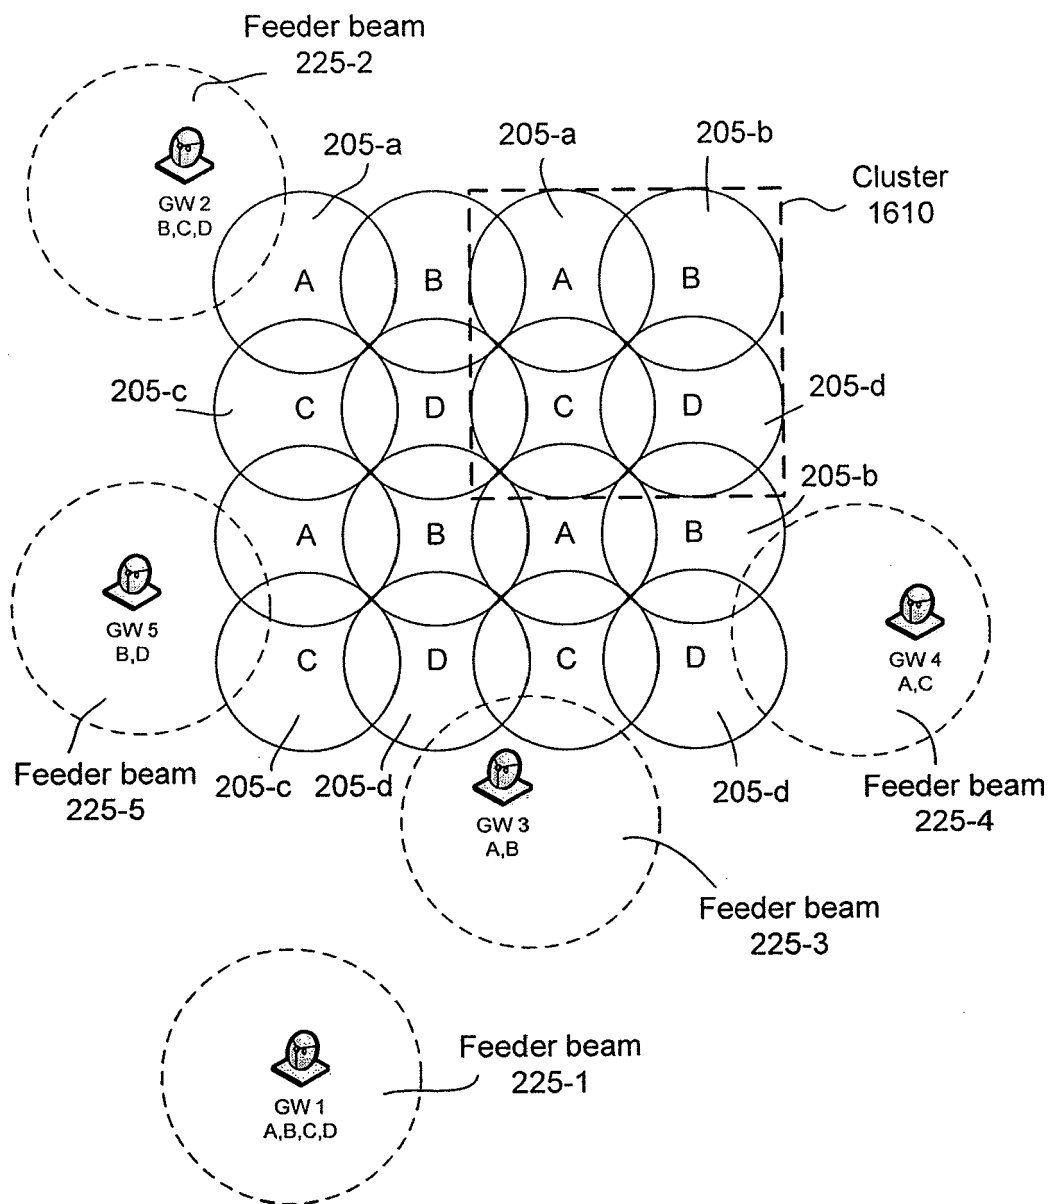 Feeder beam
225-2
205-a
205-a
205-b
Cluster
1610
GW 2
B,C,D
A
B
A
B
205-c
C
D
C
D
205-d
205-b
A
B
A
B
GW 5
B,D
GW 4
A,C
C
D
C
D
Feeder beam
225-5
205-c
205-d
205-d
Feeder beam
225-4
GW 3
A,B
Feeder beam
225-3
Feeder beam
225-1
GW 1
A,B,C,D